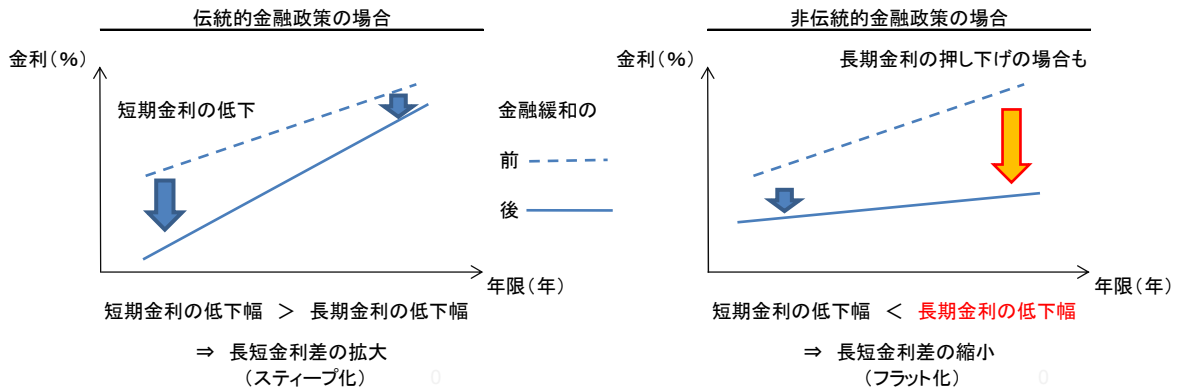 伝統的金融政策の場合
金利(%)
短期金利の低下
金融緩和の
前
後
年限(年)
短期金利の低下幅 > 長期金利の低下幅
⇒ 長短金利差の拡大
(スティープ化)
0
非伝統的金融政策の場合
金利(%)
長期金利の押し下げの場合も
年限(年)
短期金利の低下幅 < 長期金利の低下幅
⇒ 長短金利差の縮小
(フラット化)
0